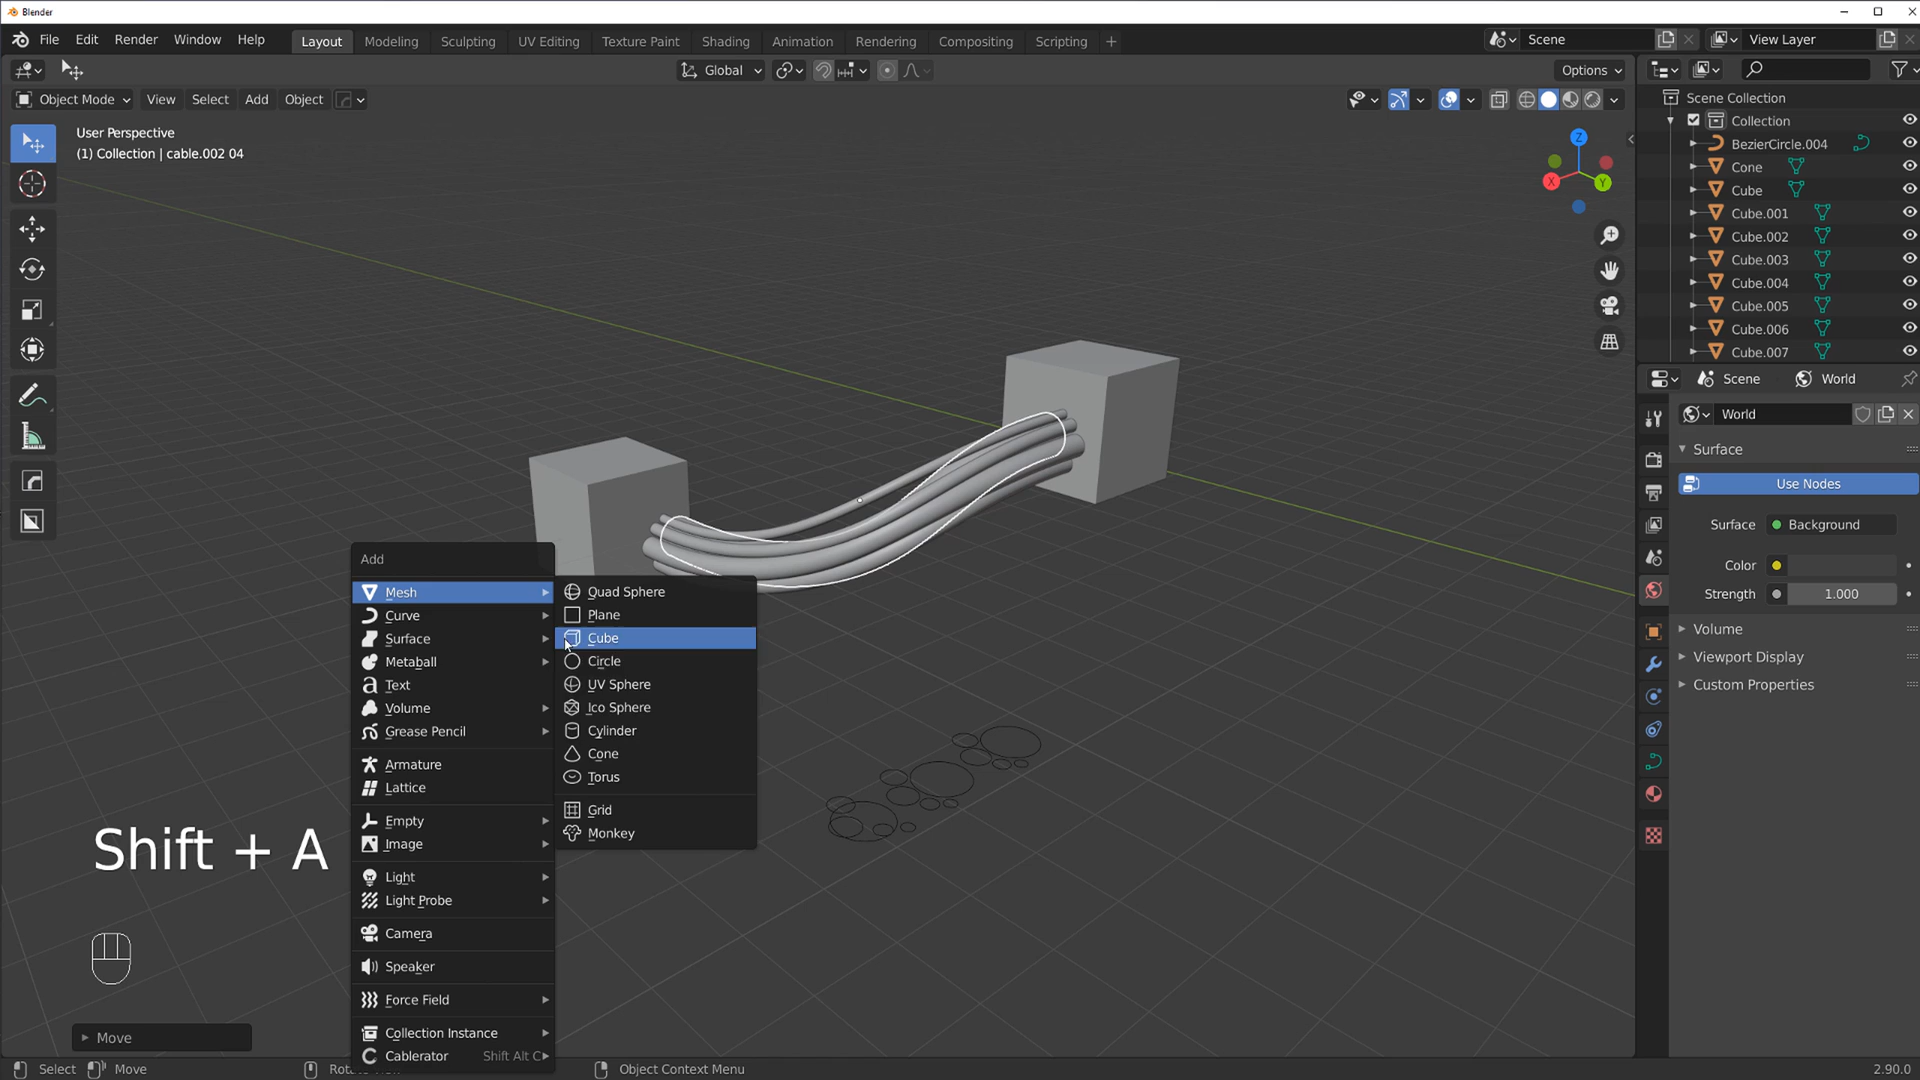 Blender
File Edit Render Window Help
Layout Modeling Sculpting UV Editing Texture Paint Shading Animation Rendering Compositing Scripting +
Scene
View Layer
Global
Options
Object Mode View Select Add Object
User Perspective
(1) Collection | cable.002 04
Z
X
Y
Scene Collection
Collection
BezierCircle.004
Cone
Cube
Cube.001
Cube.002
Cube.003
Cube.004
Cube.005
Cube.006
Cube.007
Scene World
World
Surface
Use Nodes
Surface Background
Color
Strength 1.000
Volume
Viewport Display
Custom Properties
Add
Mesh
Curve
Surface
Metaball
Text
Volume
Grease Pencil
Armature
Lattice
Empty
Image
Light
Light Probe
Camera
Speaker
Force Field
Collection Instance
Cablerator Shift Alt C
Quad Sphere
Plane
Cube
Circle
UV Sphere
Ico Sphere
Cylinder
Cone
Torus
Grid
Monkey
Shift + A
Move
Select Move
Object Context Menu
2.90.0